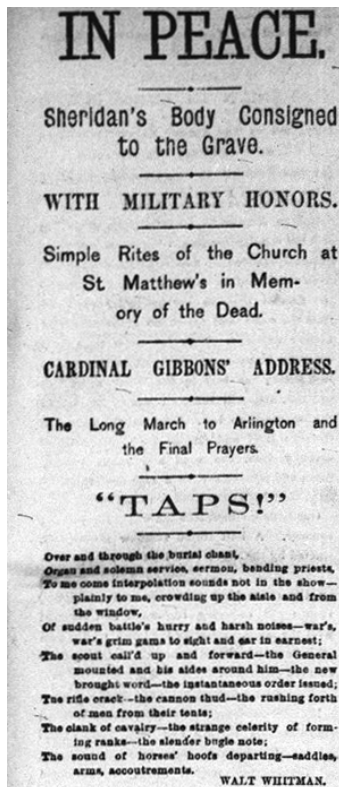 IN PEACE.
Sheridan's Body Consigned
to the Grave.
WITH MILITARY HONORS.
Simple Rites of the Church at
St. Matthew's in Mem-
ory of the Dead.
CARDINAL GIBBONS' ADDRESS.
The Long March to Arlington and
the Final Prayers.
"TAPS!"
Over and through the burial chant,
Organ and solemn service, sermon, bending priests,
To me come interpolation sounds not in the show—
plainly to me, crowding up the aisle and from
the window,
Of sudden battle's hurry and harsh noises—war's,
war's grim gama to sight and ear in earnest;
The scout call'd up and forward—the General
mounted and his aides around him—the new
brought word—the instantaneous order issued;
The rifle crack—the cannon thud—the rushing forth
of men from their tents;
The clank of cavalry—the strange celerity of form-
ing ranks—the slender bugle note;
The sound of horses' hoofs departing—saddles,
arms, accoutrements.
WALT WHITMAN.